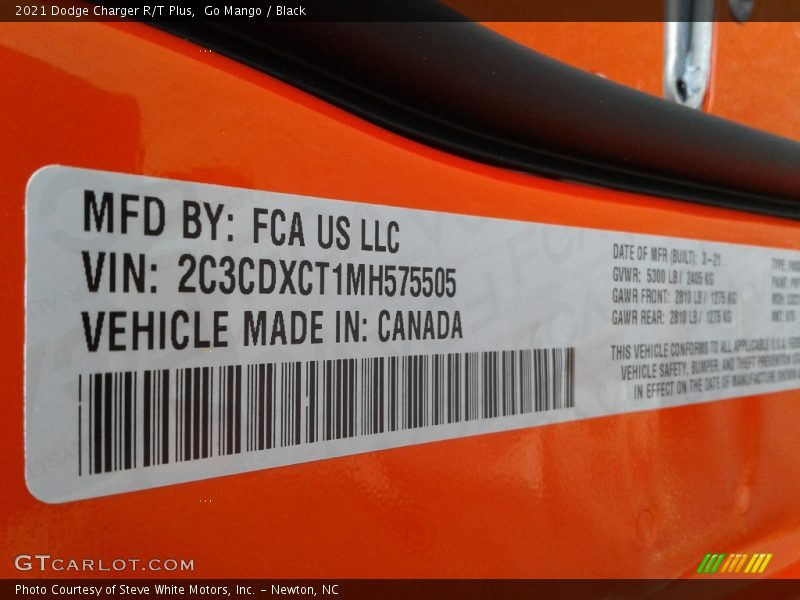 2021 Dodge Charger R/T Plus,  Go Mango / Black
MFD BY: FCA US LLC
VIN: 2C3CDXCT1MH575505
VEHICLE MADE IN: CANADA
DATE OF MFR (BUILT): 3-21
GVWR: 5300 LB / 2405 KG
GAWR FRONT: 2810 LB / 1275 KG
GAWR REAR: 2810 LB / 1275 KG
THIS VEHICLE CONFORMS TO ALL APPLICABLE U.S.A.
VEHICLE SAFETY, BUMPER, AND THEFT PREVENTION
IN EFFECT ON THE DATE OF MANUFACTURE
GTCARLOT.COM
Photo Courtesy of Steve White Motors, Inc. – Newton, NC